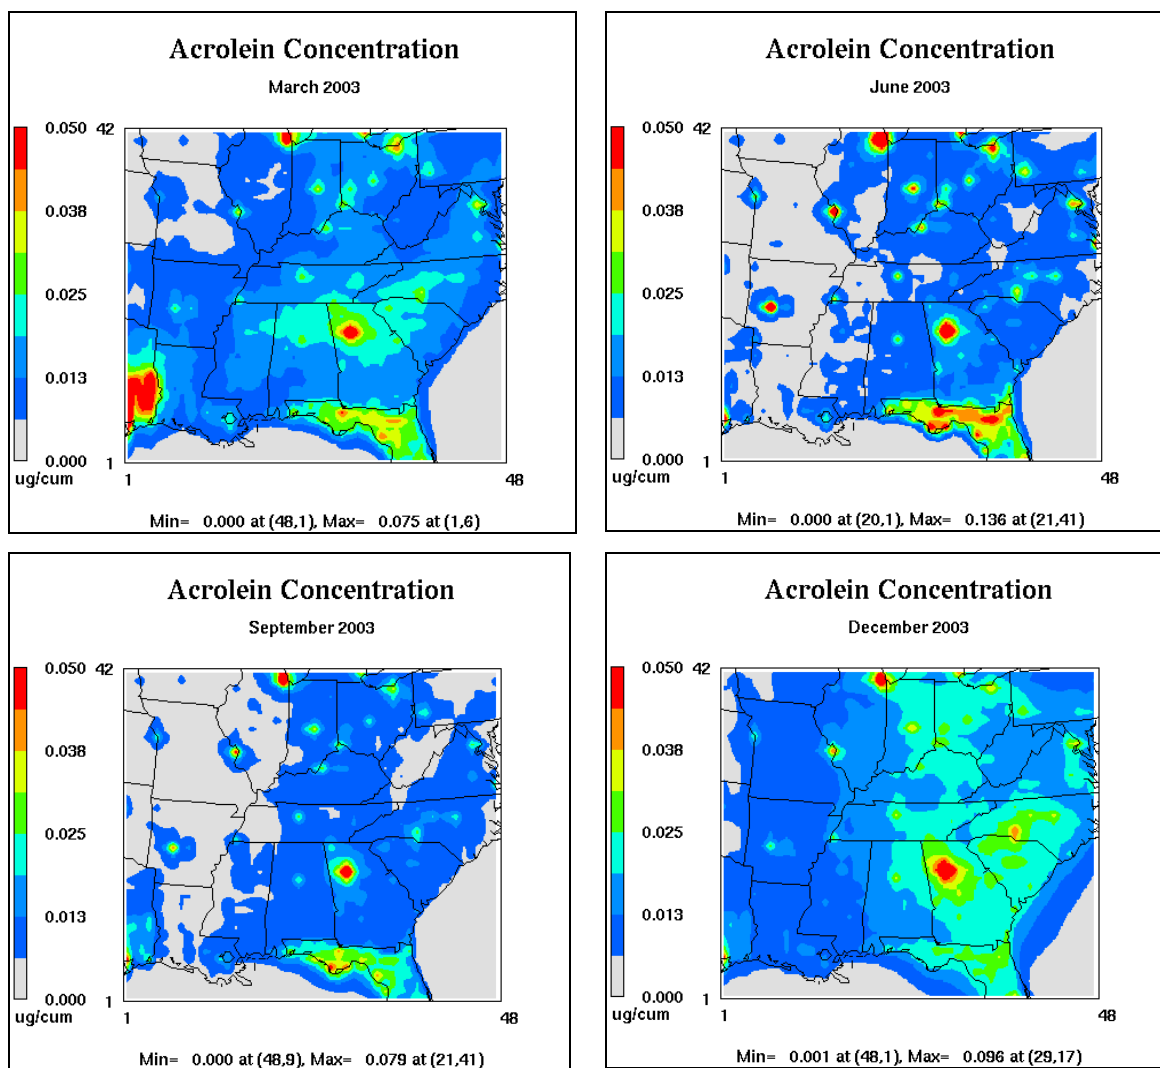 Acrolein Concentration
March 2003
0.050
42
0.038
0.025
0.013
0.000
1
ug/cum
1
48
Min= 0.000 at (48,1), Max= 0.075 at (1,6)
Acrolein Concentration
June 2003
0.050
42
0.038
0.025
0.013
0.000
1
ug/cum
1
48
Min= 0.000 at (20,1), Max= 0.136 at (21,41)
Acrolein Concentration
September 2003
0.050
42
0.038
0.025
0.013
0.000
1
ug/cum
1
48
Min= 0.000 at (48,9), Max= 0.079 at (21,41)
Acrolein Concentration
December 2003
0.050
42
0.038
0.025
0.013
0.000
1
ug/cum
1
48
Min= 0.001 at (48,1), Max= 0.096 at (29,17)